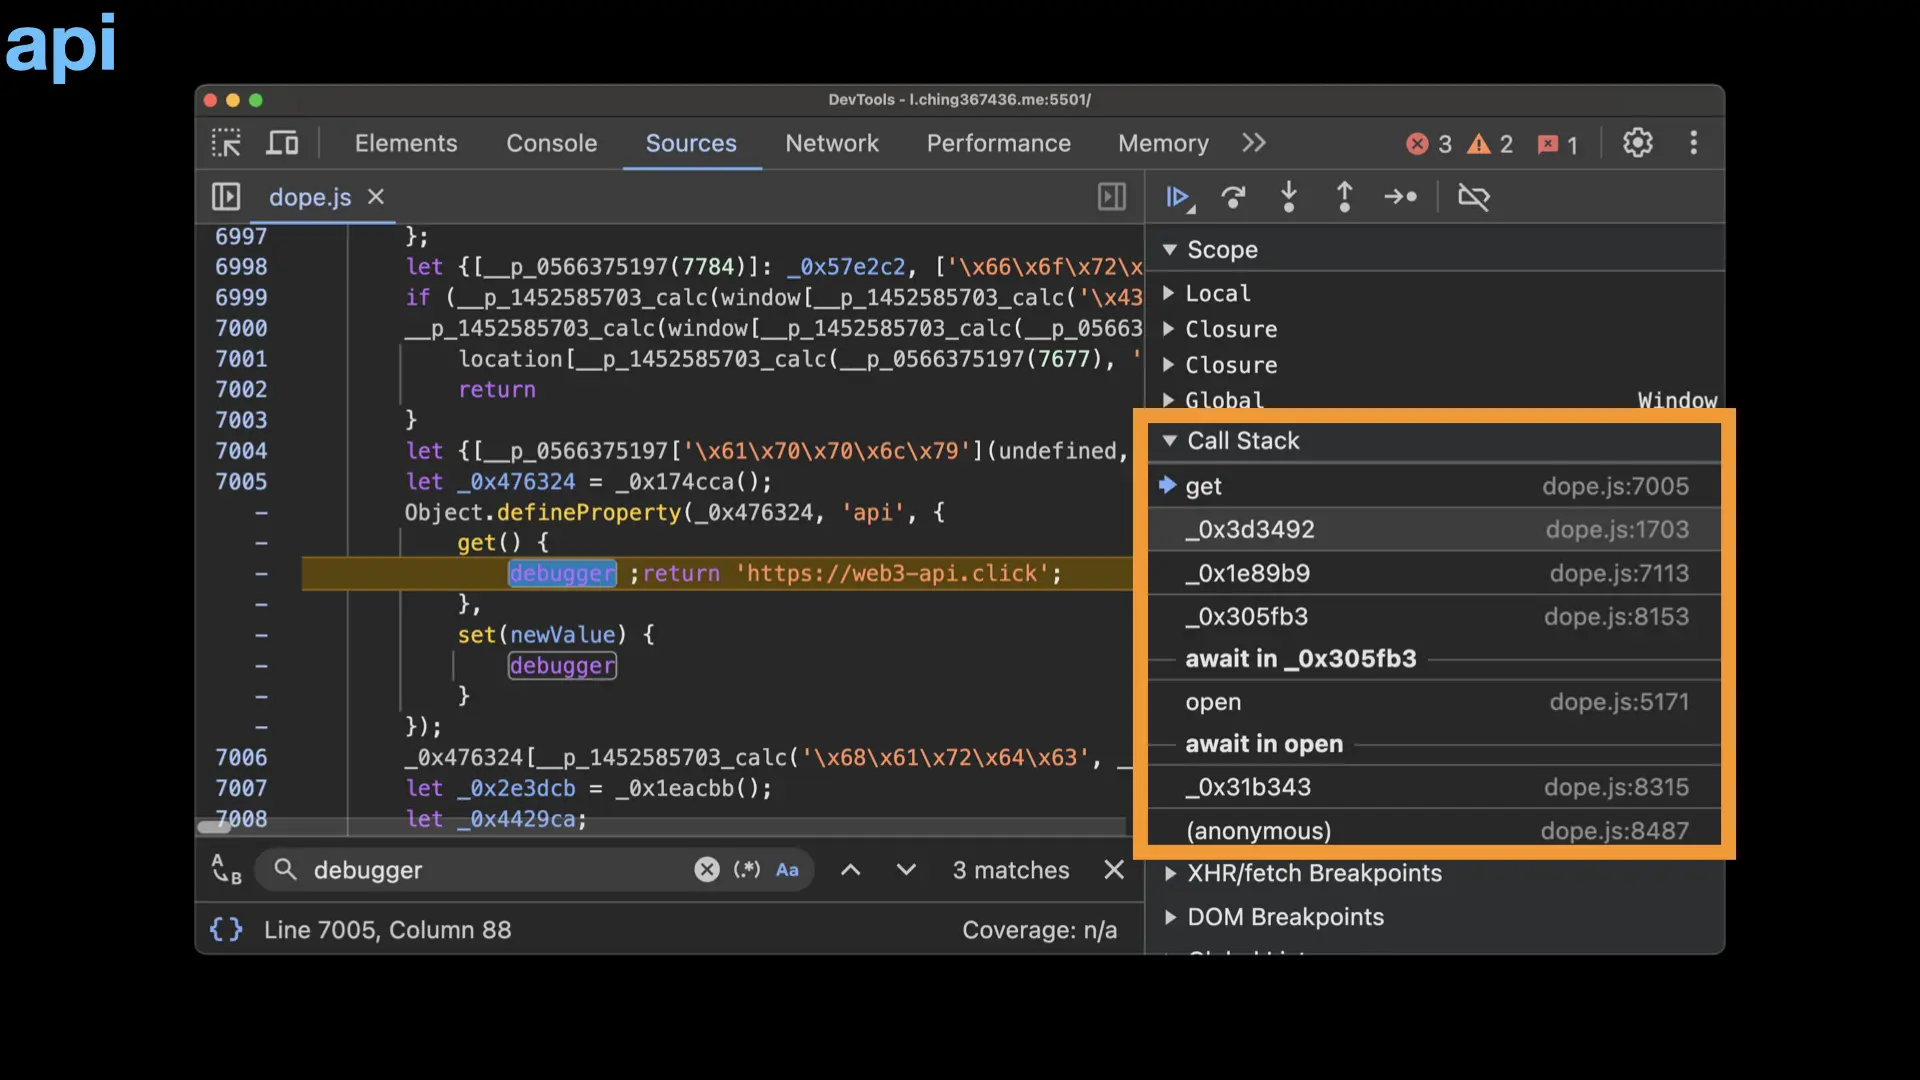 api
DevTools - l.ching367436.me:5501/
Elements Console Sources Network Performance Memory 3 2 1
dope.js
6997 };
6998 let {[__p_0566375197(7784)]: _0x57e2c2, ['\x66\x6f\x72\x
6999 if (__p_1452585703_calc(window[__p_1452585703_calc('\x43
7000 __p_1452585703_calc(window[__p_1452585703_calc(__p_05663
7001 location[__p_1452585703_calc(__p_0566375197(7677), '
7002 return
7003 }
7004 let {[__p_0566375197['\x61\x70\x70\x6c\x79'](undefined,
7005 let _0x476324 = _0x174cca();
- Object.defineProperty(_0x476324, 'api', {
- get() {
- debugger ;return 'https://web3-api.click';
- },
- set(newValue) {
- debugger
- }
- });
7006 _0x476324[__p_1452585703_calc('\x68\x61\x72\x64\x63', _
7007 let _0x2e3dcb = _0x1eacbb();
7008 let _0x4429ca;
debugger (.*) Aa 3 matches
{} Line 7005, Column 88 Coverage: n/a
Scope
Local
Closure
Closure
Global Window
Call Stack
get dope.js:7005
_0x3d3492 dope.js:1703
_0x1e89b9 dope.js:7113
_0x305fb3 dope.js:8153
await in _0x305fb3
open dope.js:5171
await in open
_0x31b343 dope.js:8315
(anonymous) dope.js:8487
XHR/fetch Breakpoints
DOM Breakpoints